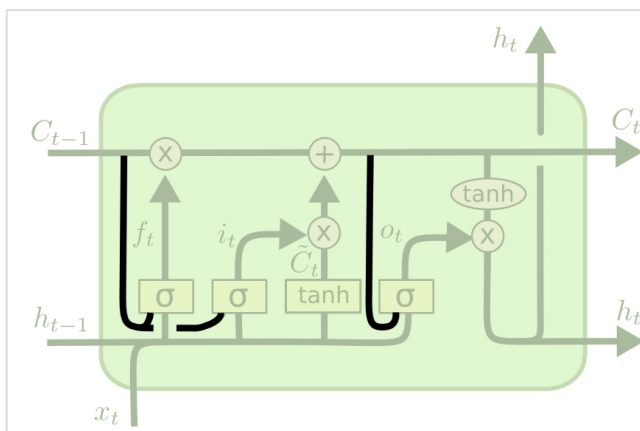 h_t
C_{t-1} × + C_t
tanh
f_t i_t × o_t ×
C̃_t
σ σ tanh σ
h_{t-1} h_t
x_t